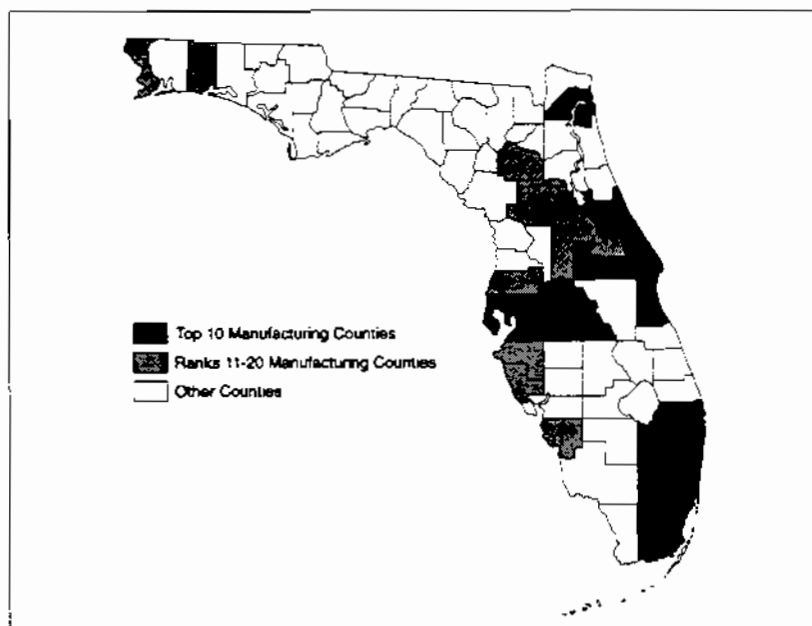 Top 10 Manufacturing Counties
Ranks 11-20 Manufacturing Counties
Other Counties